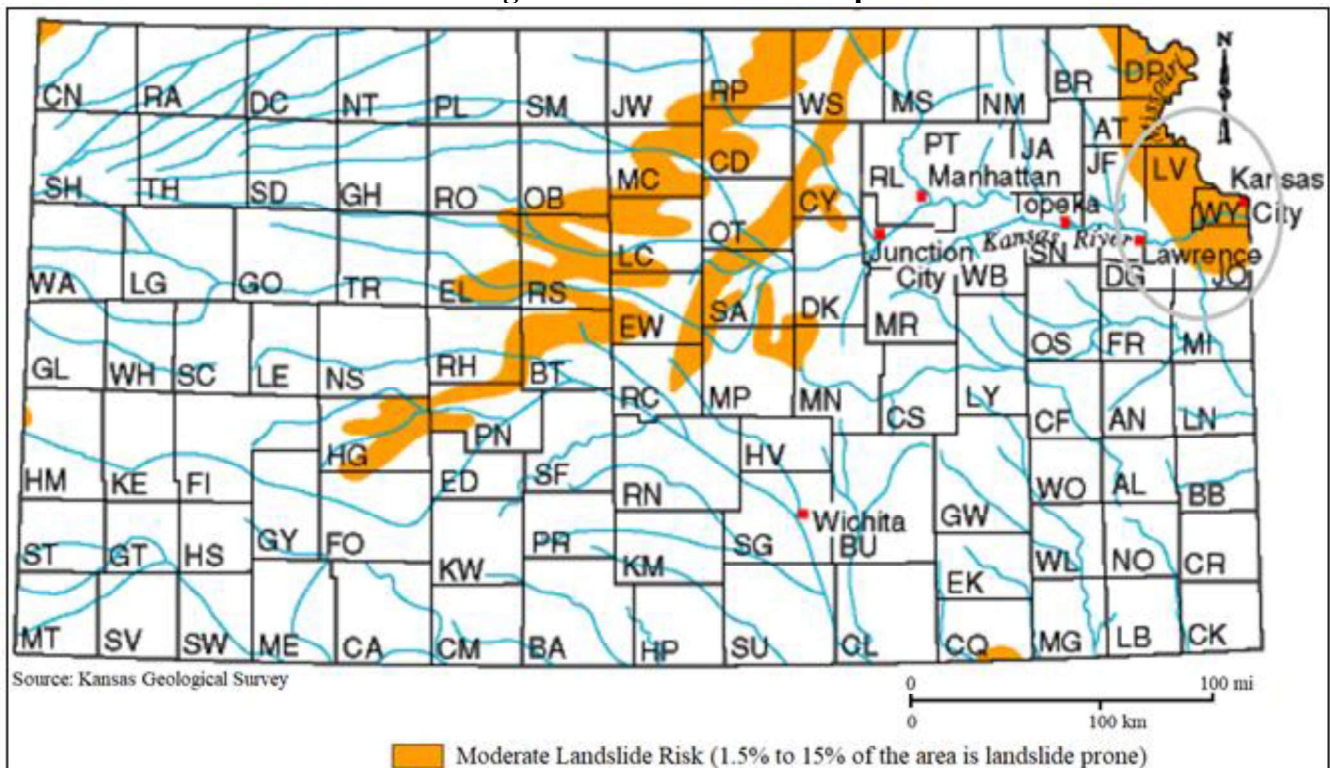 N
CN RA DC NT PL SM JW RP WS MS NM BR DP
Missouri
AT
PT JA JF LV
SH TH SD GH RO OB MC CD CY RL Manhattan Kansas
Topeka WY City
OT Kansas River
Junction SN Lawrence
WA LG GO TR EL RS LC City WB DG JO
SA DK
EW MR OS FR MI
GL WH SC LE NS RH BT
RC MP MN CS LY CF AN LN
PN
HG HV
HM KE FI ED SF RN WO AL BB
Wichita GW
ST GT HS GY FO PR SG BU WL NO CR
KW KM EK
MT SV SW ME CA CM BA HP SU CL CQ MG LB CK
Source: Kansas Geological Survey
0 100 mi
0 100 km
Moderate Landslide Risk (1.5% to 15% of the area is landslide prone)